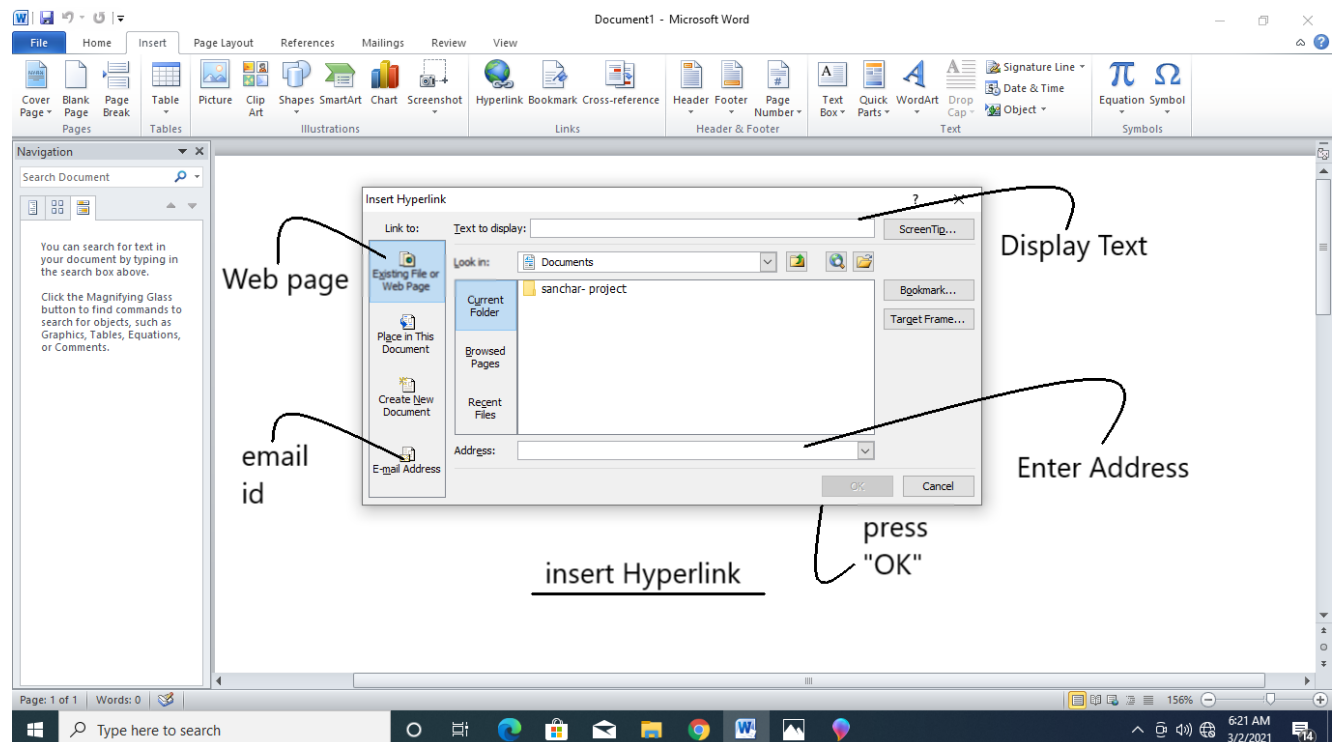 Document1 - Microsoft Word
File Home Insert Page Layout References Mailings Review View
Cover Page Blank Page Page Break Table Picture Clip Art Shapes SmartArt Chart Screenshot Hyperlink Bookmark Cross-reference Header Footer Page Number Text Box Quick Parts WordArt Drop Cap Signature Line Date & Time Object Equation Symbol
Pages Tables Illustrations Links Header & Footer Text Symbols
Navigation
Search Document
You can search for text in
your document by typing in
the search box above.
Click the Magnifying Glass
button to find commands to
search for objects, such as
Graphics, Tables, Equations,
or Comments.
Insert Hyperlink
Link to: Text to display: ScreenTip...
Display Text
Web page
Existing File or
Web Page
Look in: Documents
sanchar- project
Current
Folder
Bookmark...
Target Frame...
Place in This
Document
Browsed
Pages
Create New
Document
Recent
Files
email
id
E-mail Address
Address:
Enter Address
OK Cancel
press
"OK"
insert Hyperlink
Page: 1 of 1 Words: 0 156%
Type here to search
6:21 AM
3/2/2021
14